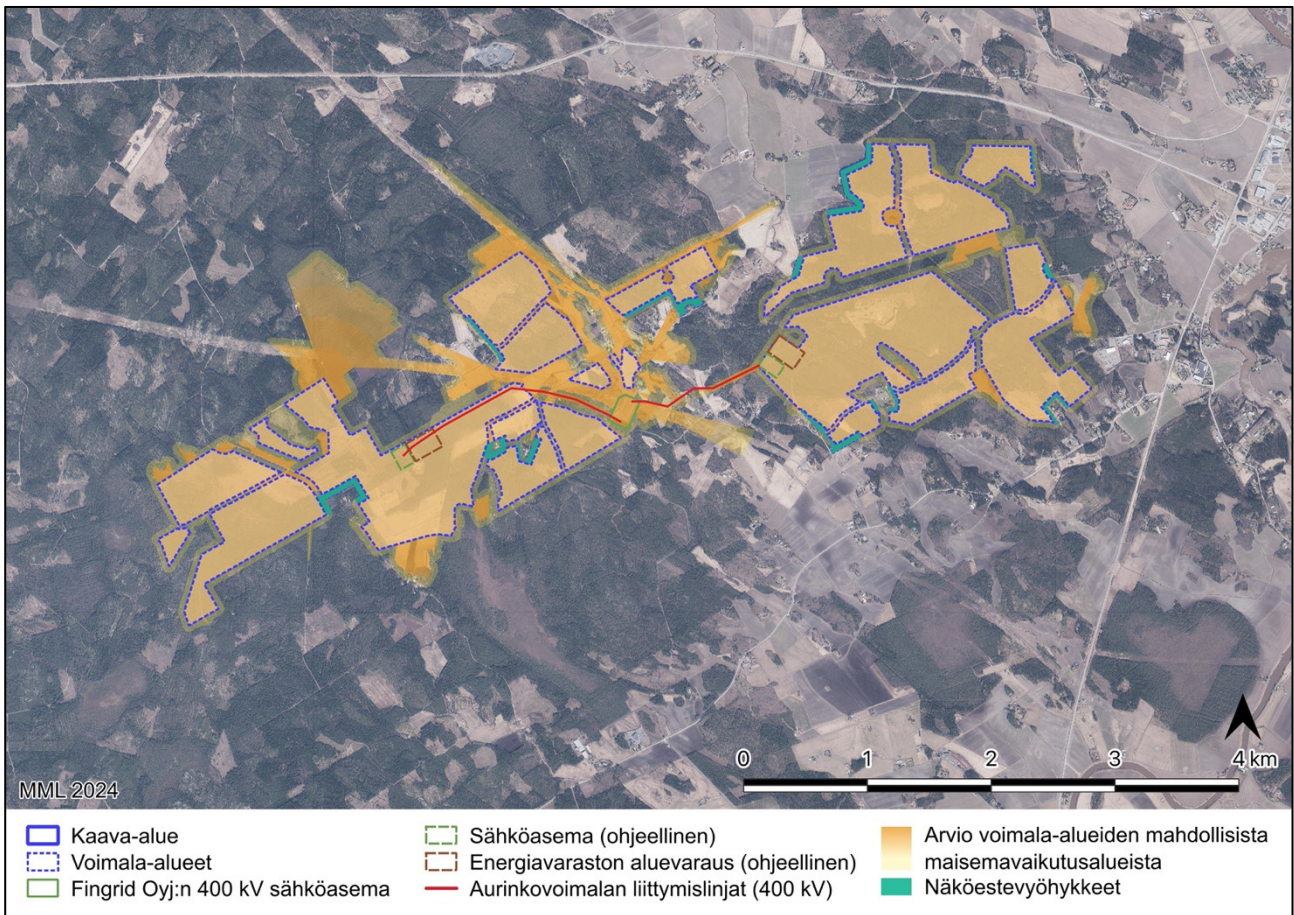 0 1 2 3 4 km
MML 2024
Kaava-alue
Voimala-alueet
Fingrid Oyj:n 400 kV sähköasema
Sähköasema (ohjeellinen)
Energiavaraston aluevaraus (ohjeellinen)
Aurinkovoimalan liittymislinjat (400 kV)
Arvio voimala-alueiden mahdollisista
maisemavaikutusalueista
Näköestevyöhykkeet